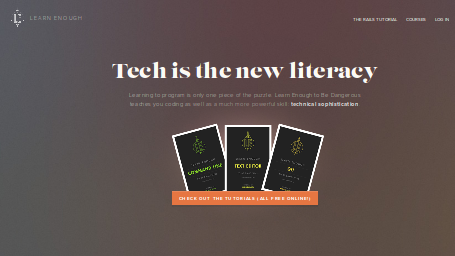 LEARN ENOUGH
THE RAILS TUTORIAL COURSES LOG IN
Tech is the new literacy
Learning to program is only one piece of the puzzle. Learn Enough to Be Dangerous
teaches you coding as well as a much more powerful skill: technical sophistication.
COMMAND LINE
TEXT EDITOR
GIT
CHECK OUT THE TUTORIALS (ALL FREE ONLINE!)